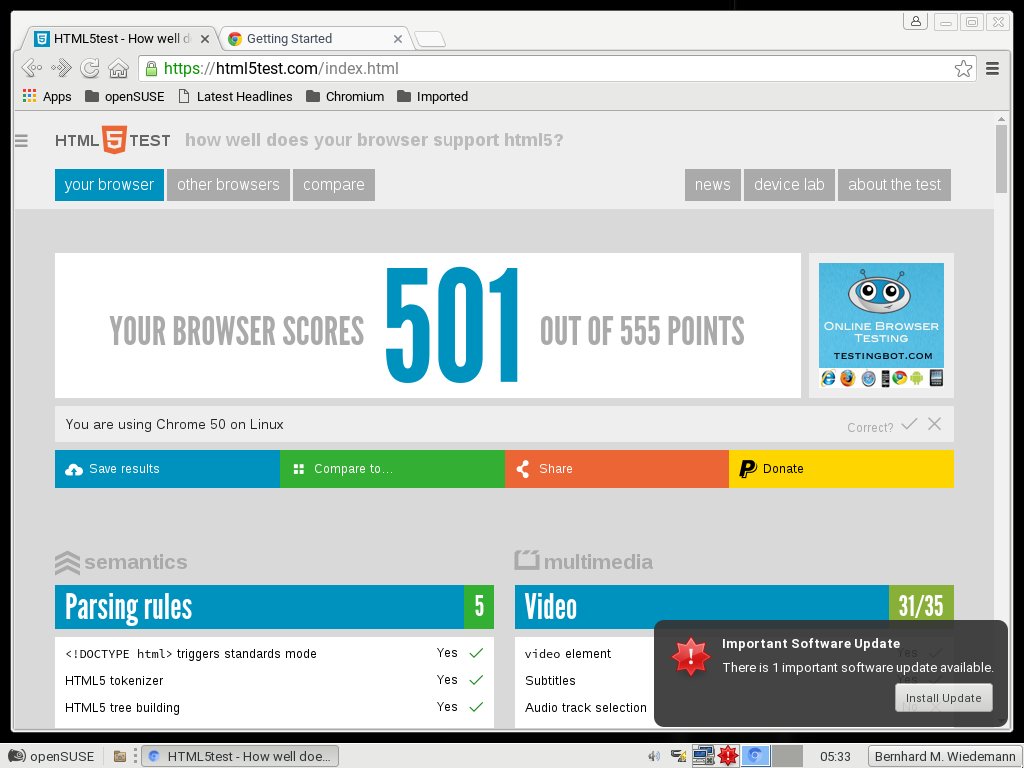 HTML5test - How well d
Getting Started
https://html5test.com/index.html
Apps
openSUSE
Latest Headlines
Chromium
Imported
HTML 5 TEST how well does your browser support html5?
your browser other browsers compare news device lab about the test
YOUR BROWSER SCORES 501 OUT OF 555 POINTS
ONLINE BROWSER
TESTING
TESTINGBOT.COM
You are using Chrome 50 on Linux
Correct?
Save results Compare to... Share Donate
semantics
Parsing rules 5
<!DOCTYPE html> triggers standards mode Yes
HTML5 tokenizer Yes
HTML5 tree building Yes
multimedia
Video 31/35
video element Yes
Subtitles
Audio track selection
Important Software Update
There is 1 important software update available.
Install Update
openSUSE
HTML5test - How well doe...
05:33
Bernhard M. Wiedemann